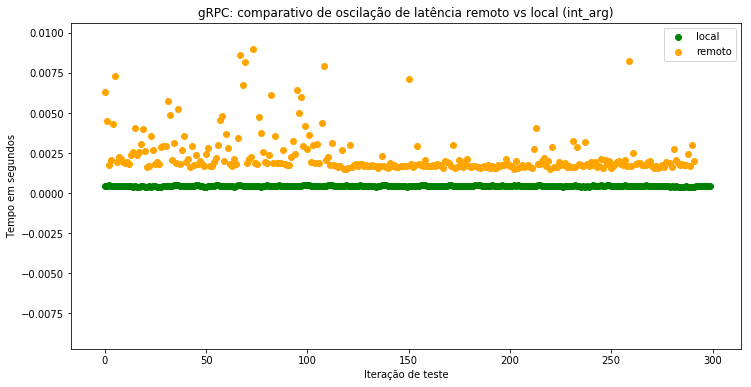 gRPC: comparativo de oscilação de latência remoto vs local (int_arg)
local
remoto
Tempo em segundos
0.0100
0.0075
0.0050
0.0025
0.0000
−0.0025
−0.0050
−0.0075
0 50 100 150 200 250 300
Iteração de teste